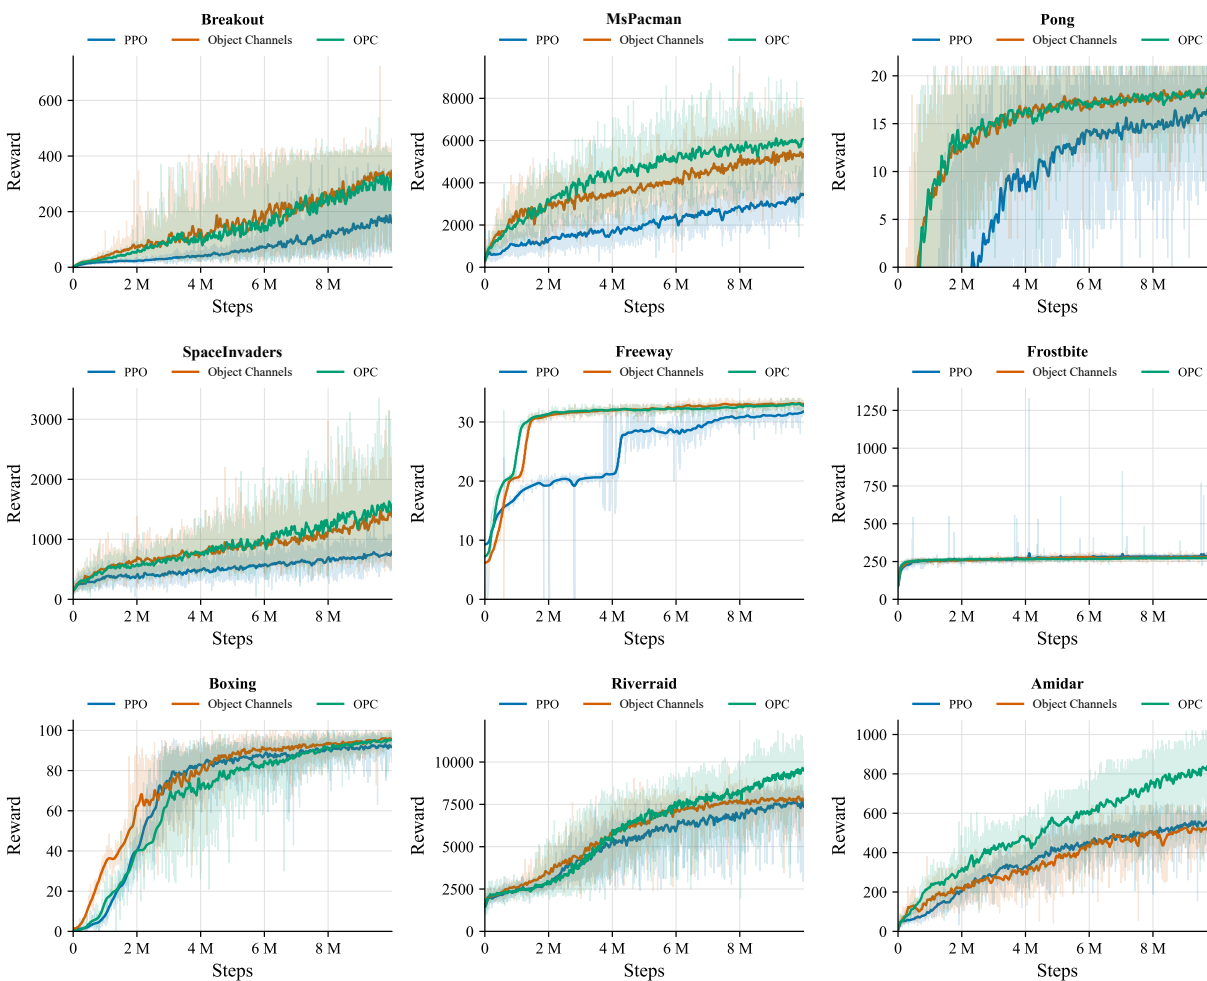 Breakout
PPO Object Channels OPC
Reward
600
400
200
0
0 2 M 4 M 6 M 8 M
Steps
MsPacman
PPO Object Channels OPC
Reward
8000
6000
4000
2000
0
0 2 M 4 M 6 M 8 M
Steps
Pong
PPO Object Channels OPC
Reward
20
15
10
5
0
0 2 M 4 M 6 M 8 M
Steps
SpaceInvaders
PPO Object Channels OPC
Reward
3000
2000
1000
0
0 2 M 4 M 6 M 8 M
Steps
Freeway
PPO Object Channels OPC
Reward
30
20
10
0
0 2 M 4 M 6 M 8 M
Steps
Frostbite
PPO Object Channels OPC
Reward
1250
1000
750
500
250
0
0 2 M 4 M 6 M 8 M
Steps
Boxing
PPO Object Channels OPC
Reward
100
80
60
40
20
0
0 2 M 4 M 6 M 8 M
Steps
Riverraid
PPO Object Channels OPC
Reward
10000
7500
5000
2500
0
0 2 M 4 M 6 M 8 M
Steps
Amidar
PPO Object Channels OPC
Reward
1000
800
600
400
200
0
0 2 M 4 M 6 M 8 M
Steps